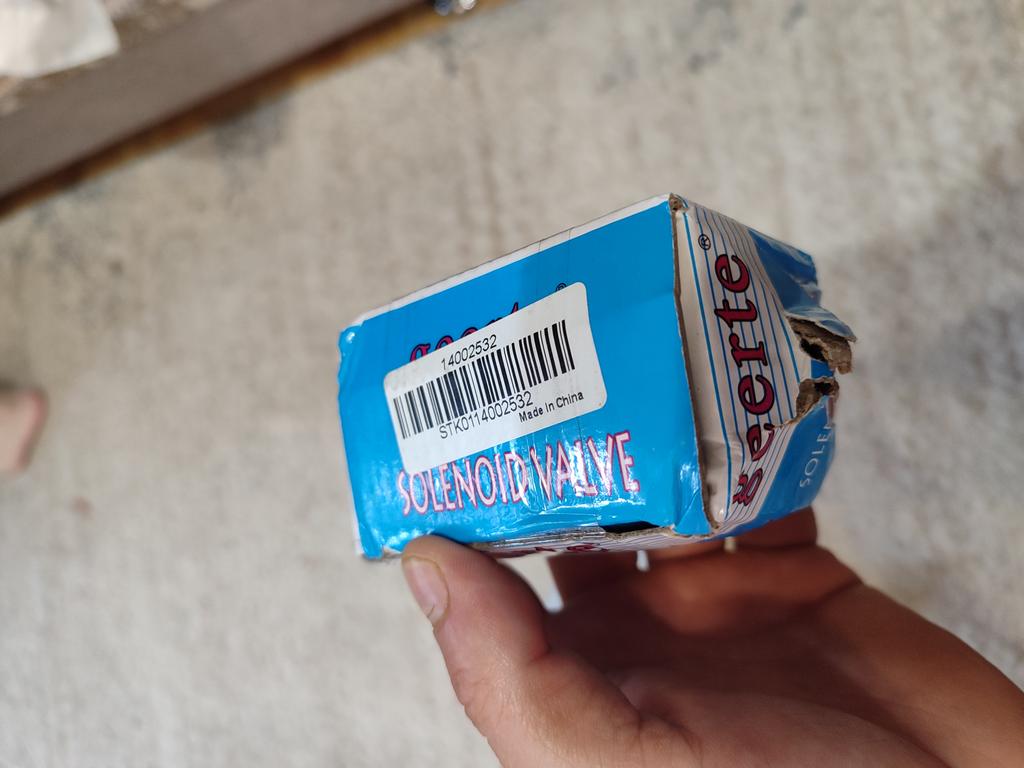 14002532
STK0114002532
Made in China
SOLENOID VALVE
geerte®